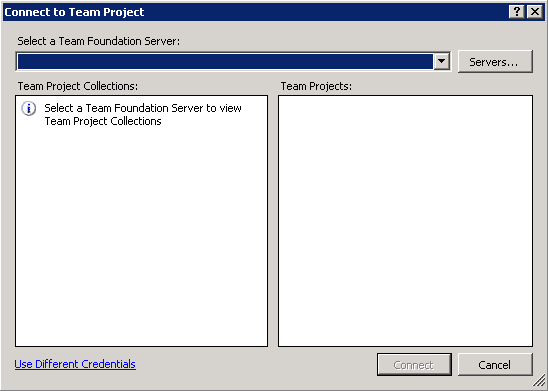 Connect to Team Project
Select a Team Foundation Server:
Servers...
Team Project Collections:
Team Projects:
Select a Team Foundation Server to view
Team Project Collections
Use Different Credentials
Connect
Cancel